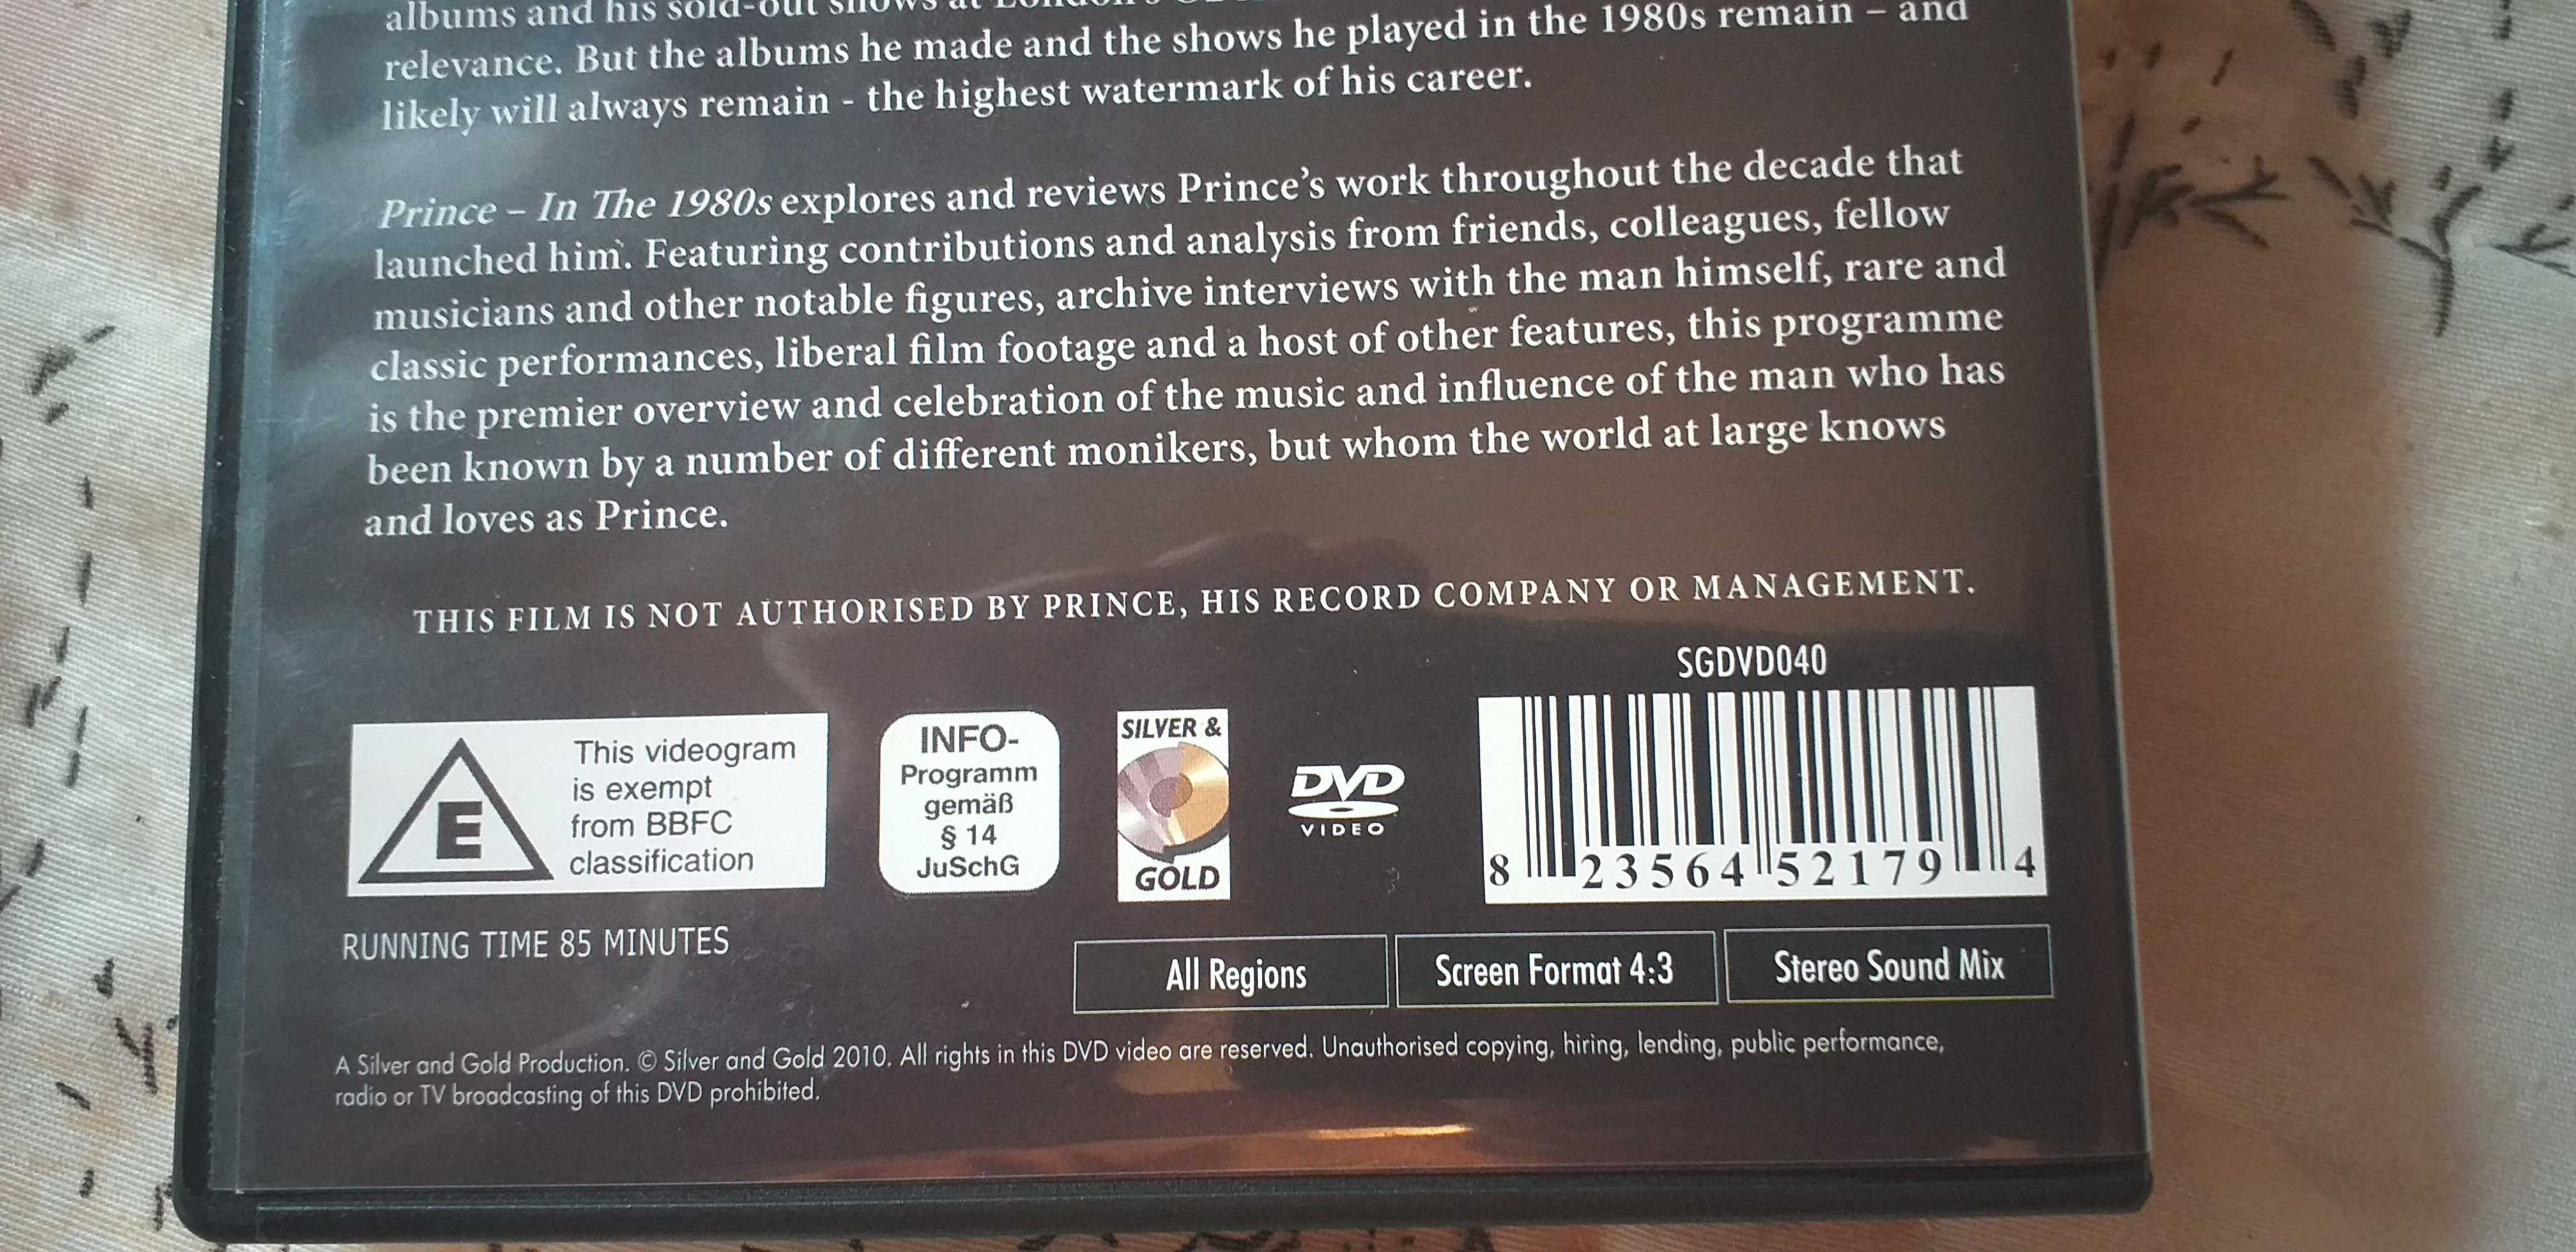 albums and his sold-out shows at London's
relevance. But the albums he made and the shows he played in the 1980s remain – and
likely will always remain - the highest watermark of his career.
Prince – In The 1980s explores and reviews Prince's work throughout the decade that
launched him. Featuring contributions and analysis from friends, colleagues, fellow
musicians and other notable figures, archive interviews with the man himself, rare and
classic performances, liberal film footage and a host of other features, this programme
is the premier overview and celebration of the music and influence of the man who has
been known by a number of different monikers, but whom the world at large knows
and loves as Prince.
THIS FILM IS NOT AUTHORISED BY PRINCE, HIS RECORD COMPANY OR MANAGEMENT.
E
This videogram
is exempt
from BBFC
classification
INFO-
Programm
gemäß
§ 14
JuSchG
SILVER &
GOLD
DVD
VIDEO
SGDVD040
8 23564 52179 4
RUNNING TIME 85 MINUTES
All Regions
Screen Format 4:3
Stereo Sound Mix
A Silver and Gold Production. © Silver and Gold 2010. All rights in this DVD video are reserved. Unauthorised copying, hiring, lending, public performance,
radio or TV broadcasting of this DVD prohibited.